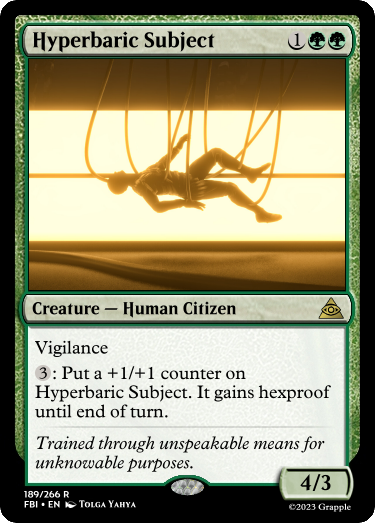 Hyperbaric Subject 1
Creature — Human Citizen
Vigilance
3: Put a +1/+1 counter on
Hyperbaric Subject. It gains hexproof
until end of turn.
Trained through unspeakable means for
unknowable purposes.
4/3
189/266 R
FBI • EN Tolga Yahya
©2023 Grapple